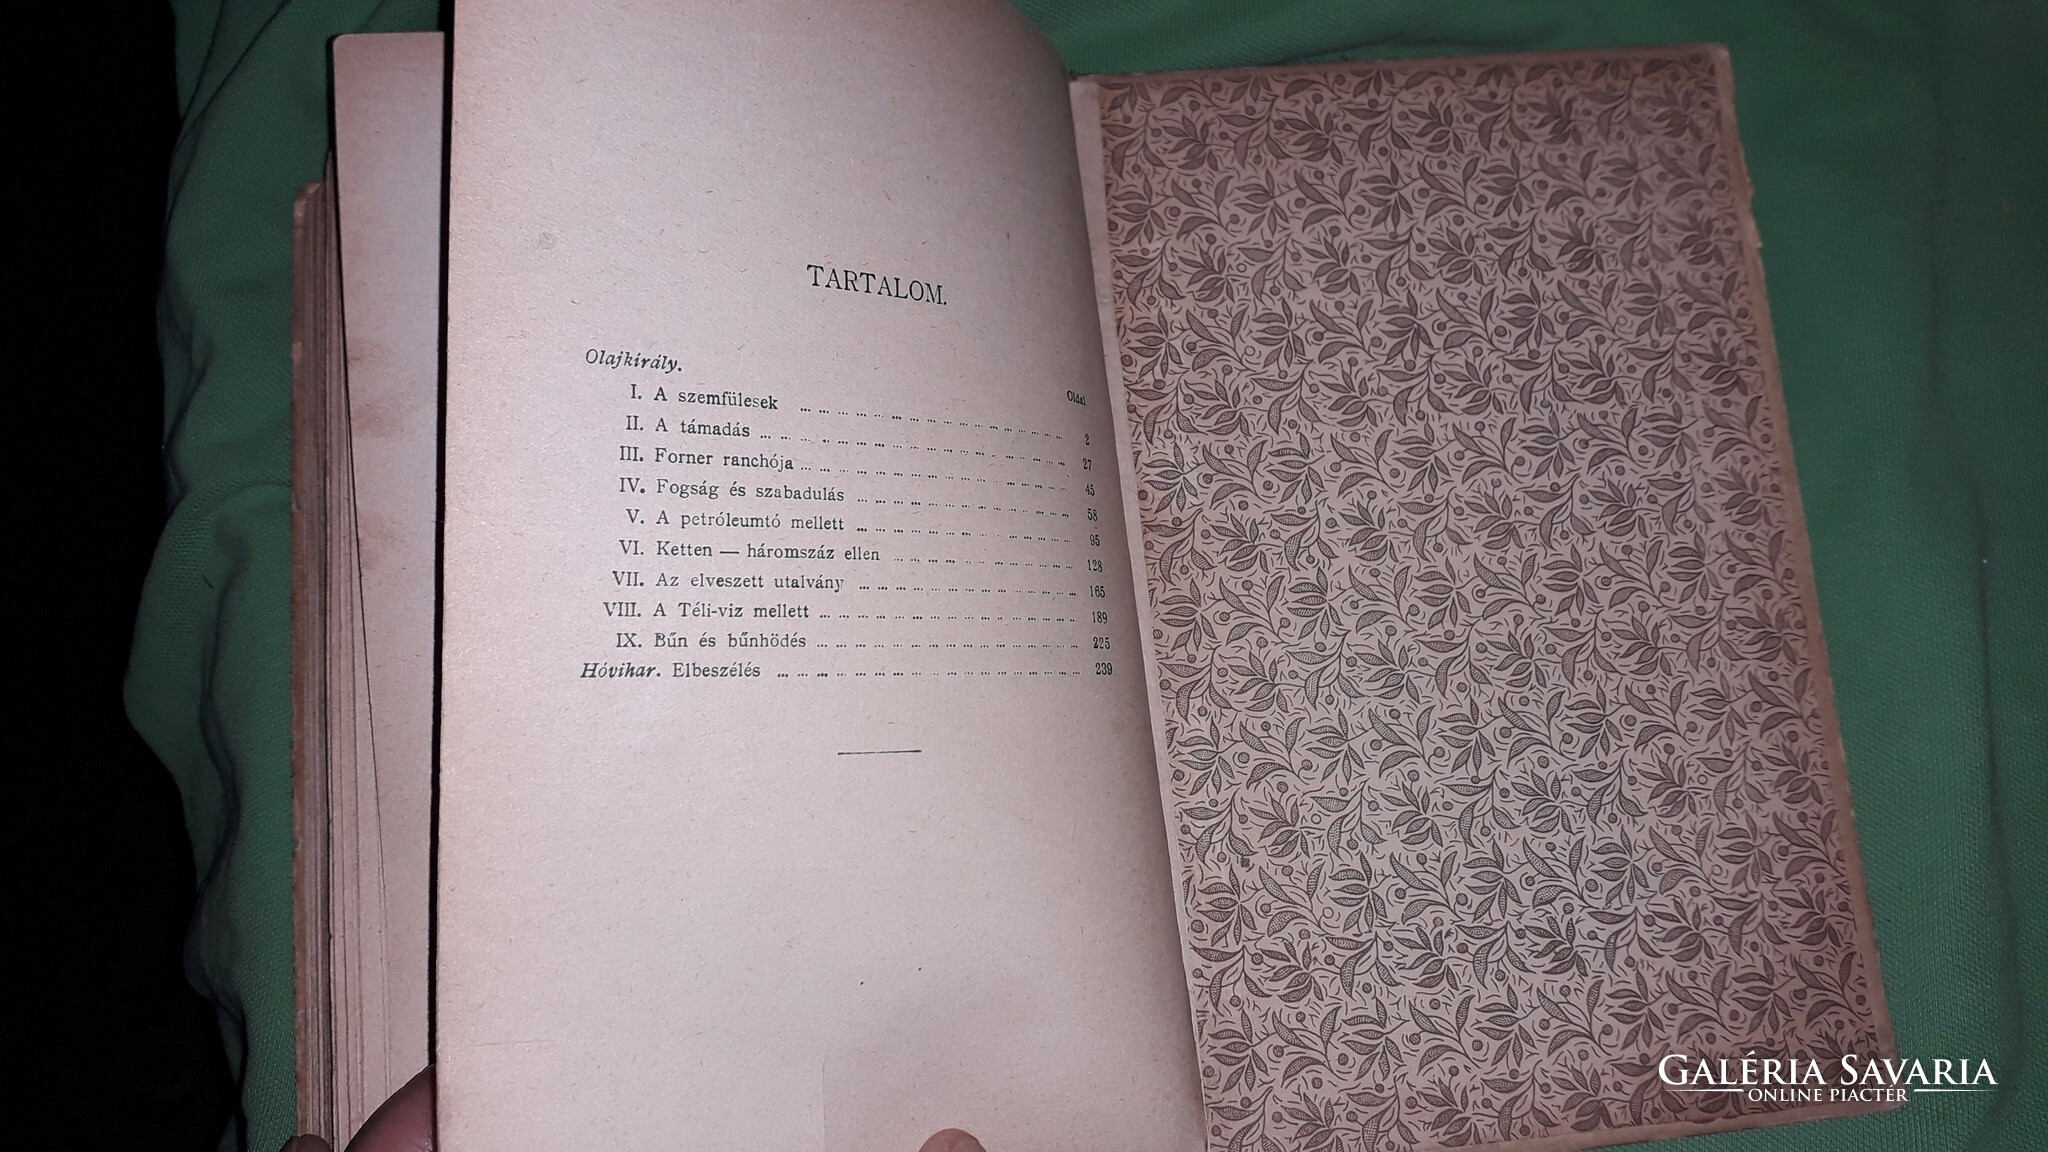 TARTALOM.
Olajkirály.
Oldal
I. A szemfülesek 2
II. A támadás 27
III. Forner ranchója 45
IV. Fogság és szabadulás 58
V. A petróleumtó mellett 95
VI. Ketten — háromszáz ellen 128
VII. Az elveszett utalvány 165
VIII. A Téli-viz mellett 189
IX. Bűn és bűnhödés 225
Hóvihar. Elbeszélés 239
GALÉRIA SAVARIA
ONLINE PIACTÉR